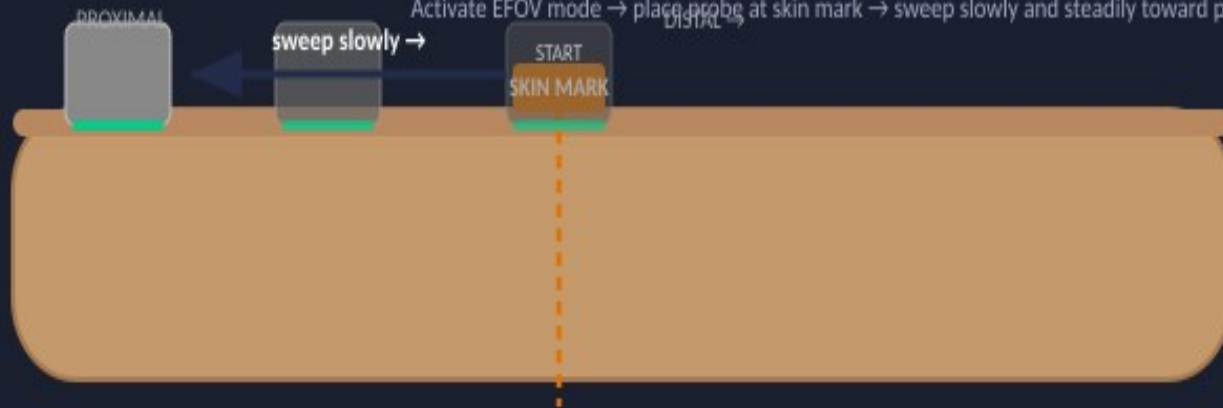 Activate EFOV mode → place probe at skin mark → sweep slowly and steadily toward p
PROXIMAL
DISTAL →
sweep slowly →
START
SKIN MARK